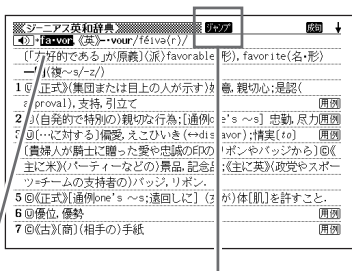 ジーニアス英和辞典 ジャンプ 成句 ↓
*fa·vor, 《英》-·vour/féivə(r)/
〔「好的である」が原義〕(派)favorable 形), favorite(名・形)
(複~s/-z/)
1 ©《正式》(集団または目上の人が示す) 意, 親切心;是認(
a proval), 支持, 引立て 用例
(自発的で特別の)親切な行為;[通例 e's ~s] 忠勤, 尽力 用例
3 Ⓤ(…に対する)偏愛, えこひいき(↔dis avor);情実[to] 用例
〔貴婦人が騎士に贈った愛や忠誠の印の リボンやバッジから〕©《
主に米》(パーティーなどの)景品, 記念品;《主に英》(政党やスポー
ツ=チームの支持者の)バッジ, リボン.
5 ©《正式》[通例one's ~s;遠回しに] ( が)体[肌]を許すこと.
6 Ⓤ優位, 優勢 用例
7 ©《古》《商》(相手の)手紙 用例